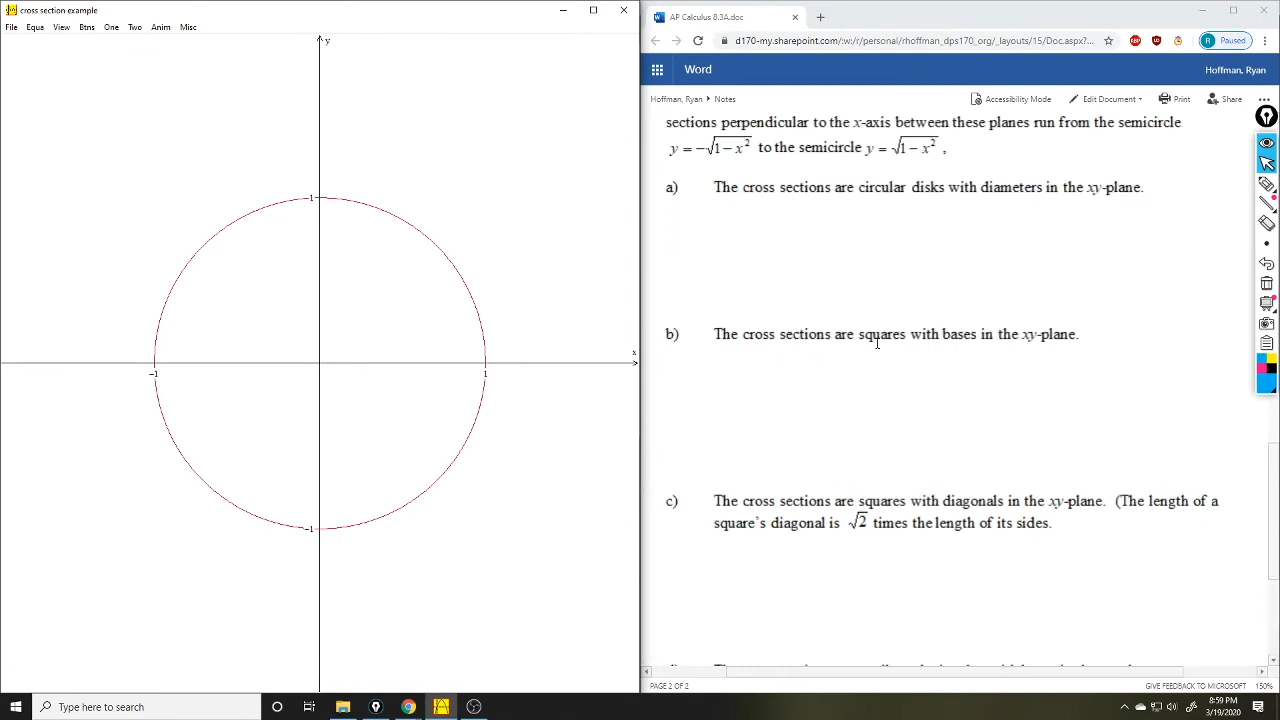 cross section example
File Equa View Btns One Two Anim Misc
y
1
x
−1
1
−1
AP Calculus 8.3A.doc
d170-my.sharepoint.com/:w:/r/personal/rhoffman_dps170_org/_layouts/15/Doc.aspx?...
ABP
R Paused
Word
Hoffman, Ryan
Hoffman, Ryan Notes
Accessibility Mode Edit Document Print Share ...
sections perpendicular to the x-axis between these planes run from the semicircle
y = −√1 − x² to the semicircle y = √1 − x² ,
a) The cross sections are circular disks with diameters in the xy-plane.
b) The cross sections are squares with bases in the xy-plane.
c) The cross sections are squares with diagonals in the xy-plane. (The length of a
square's diagonal is √2 times the length of its sides.
PAGE 2 OF 2
GIVE FEEDBACK TO MICROSOFT 150%
Type here to search
8:59 PM
3/19/2020